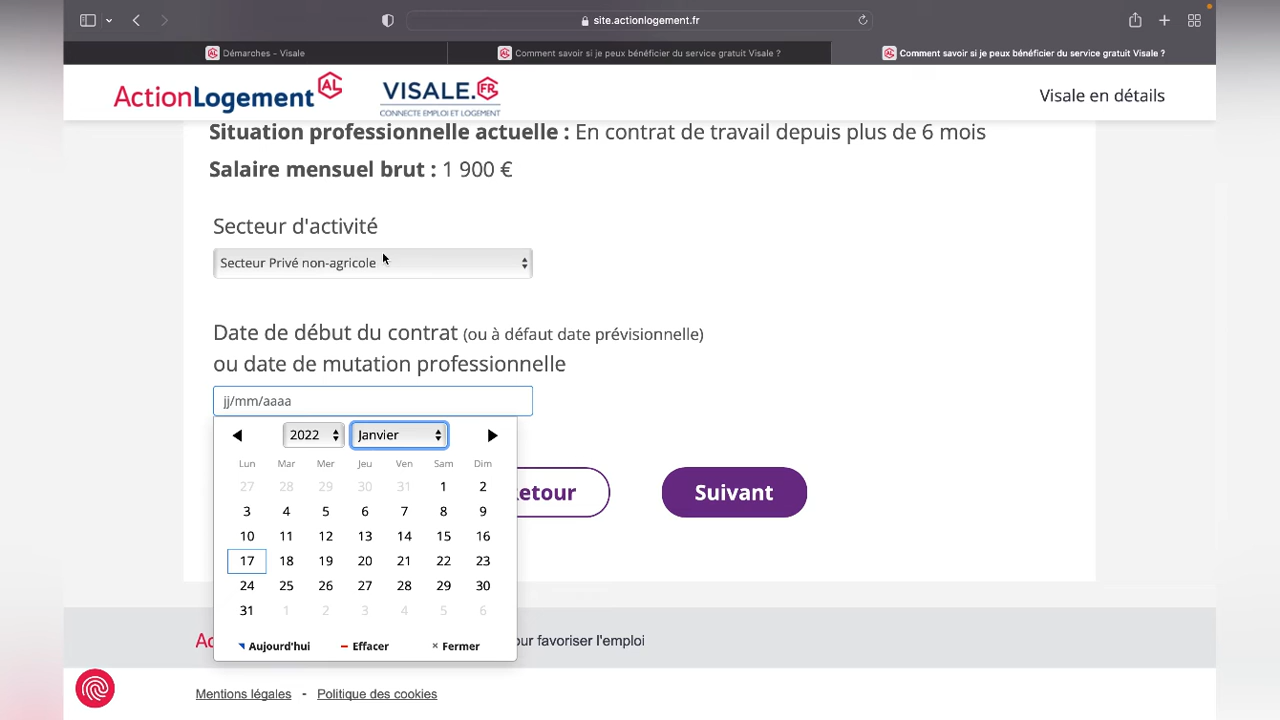 site.actionlogement.fr
Démarches - Visale
Comment savoir si je peux bénéficier du service gratuit Visale ?
Comment savoir si je peux bénéficier du service gratuit Visale ?
ActionLogement AL
VISALE.FR
CONNECTE EMPLOI ET LOGEMENT
Visale en détails
Situation professionnelle actuelle : En contrat de travail depuis plus de 6 mois
Salaire mensuel brut : 1 900 €
Secteur d'activité
Secteur Privé non-agricole
Date de début du contrat (ou à défaut date prévisionnelle)
ou date de mutation professionnelle
jj/mm/aaaa
2022 Janvier
Lun Mar Mer Jeu Ven Sam Dim
27 28 29 30 31 1 2
3 4 5 6 7 8 9
10 11 12 13 14 15 16
17 18 19 20 21 22 23
24 25 26 27 28 29 30
31 1 2 3 4 5 6
Aujourd'hui Effacer × Fermer
etour
Suivant
Ac our favoriser l'emploi
Mentions légales - Politique des cookies